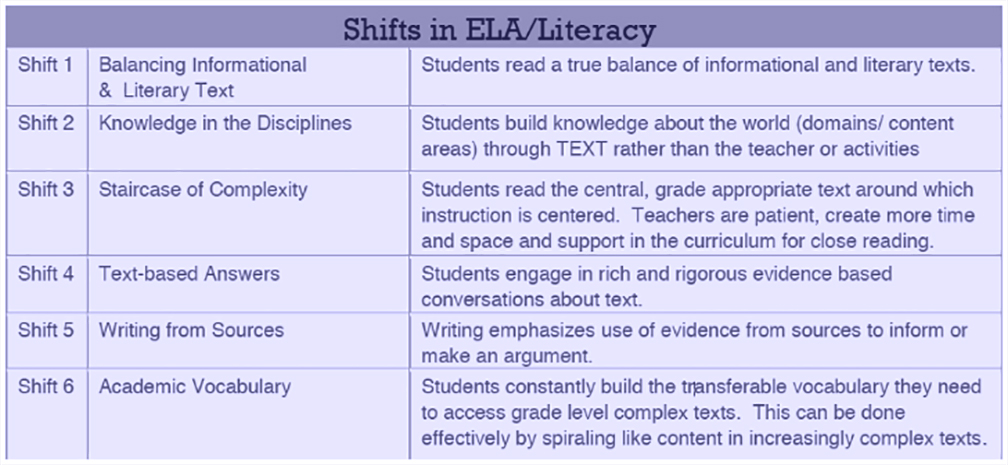 Shifts in ELA/Literacy
Shift 1 Balancing Informational Students read a true balance of informational and literary texts.
& Literary Text
Shift 2 Knowledge in the Disciplines Students build knowledge about the world (domains/ content
areas) through TEXT rather than the teacher or activities
Shift 3 Staircase of Complexity Students read the central, grade appropriate text around which
instruction is centered. Teachers are patient, create more time
and space and support in the curriculum for close reading.
Shift 4 Text-based Answers Students engage in rich and rigorous evidence based
conversations about text.
Shift 5 Writing from Sources Writing emphasizes use of evidence from sources to inform or
make an argument.
Shift 6 Academic Vocabulary Students constantly build the transferable vocabulary they need
to access grade level complex texts. This can be done
effectively by spiraling like content in increasingly complex texts.